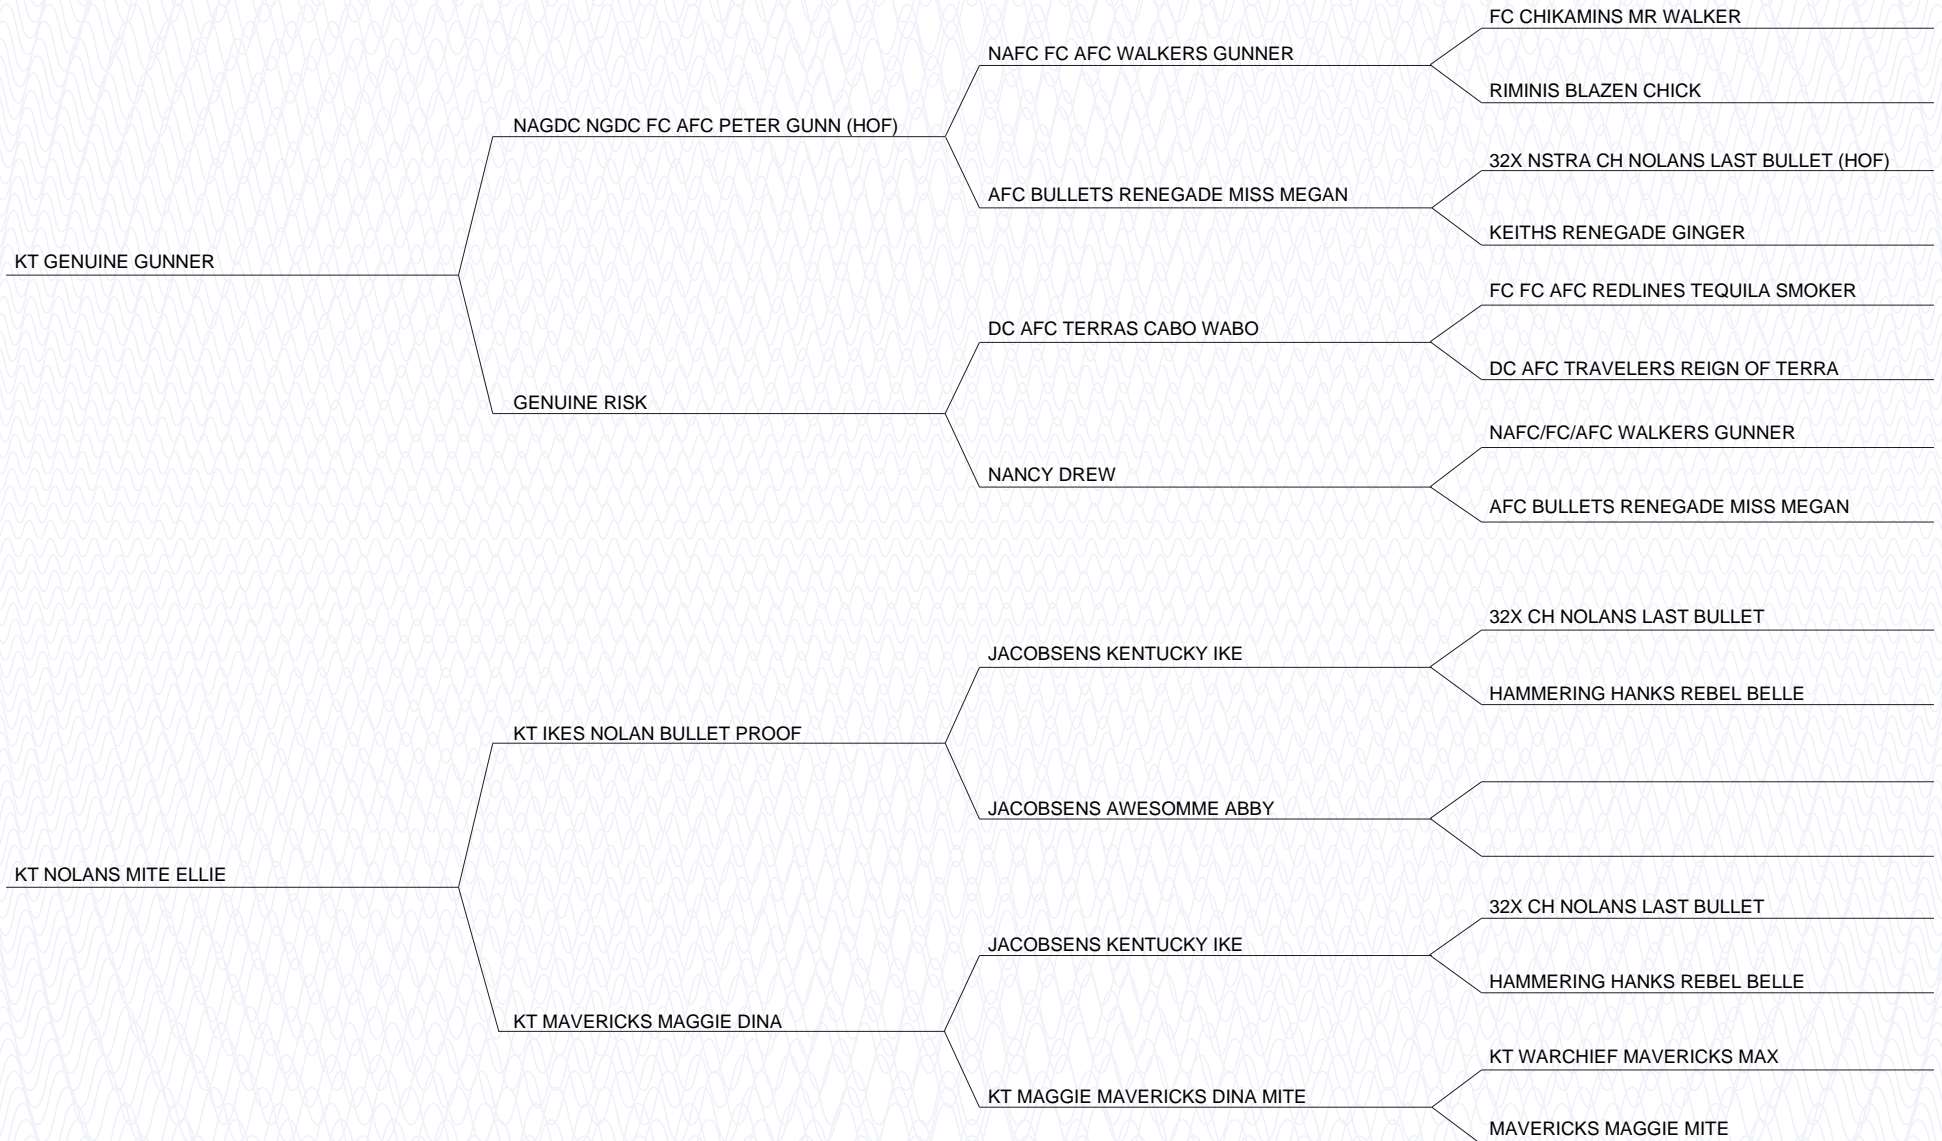 FC CHIKAMINS MR WALKER
NAFC FC AFC WALKERS GUNNER
RIMINIS BLAZEN CHICK
NAGDC NGDC FC AFC PETER GUNN (HOF)
32X NSTRA CH NOLANS LAST BULLET (HOF)
AFC BULLETS RENEGADE MISS MEGAN
KEITHS RENEGADE GINGER
KT GENUINE GUNNER
FC FC AFC REDLINES TEQUILA SMOKER
DC AFC TERRAS CABO WABO
DC AFC TRAVELERS REIGN OF TERRA
GENUINE RISK
NAFC/FC/AFC WALKERS GUNNER
NANCY DREW
AFC BULLETS RENEGADE MISS MEGAN
32X CH NOLANS LAST BULLET
JACOBSENS KENTUCKY IKE
HAMMERING HANKS REBEL BELLE
KT IKES NOLAN BULLET PROOF
JACOBSENS AWESOMME ABBY
KT NOLANS MITE ELLIE
32X CH NOLANS LAST BULLET
JACOBSENS KENTUCKY IKE
HAMMERING HANKS REBEL BELLE
KT MAVERICKS MAGGIE DINA
KT WARCHIEF MAVERICKS MAX
KT MAGGIE MAVERICKS DINA MITE
MAVERICKS MAGGIE MITE